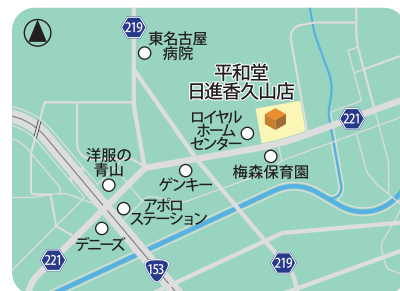 219
東名古屋
病院
平和堂
日進香久山店
ロイヤル
ホーム
センター
221
洋服の
青山
ゲンキー
梅森保育園
アポロ
ステーション
デニーズ
221
153
219